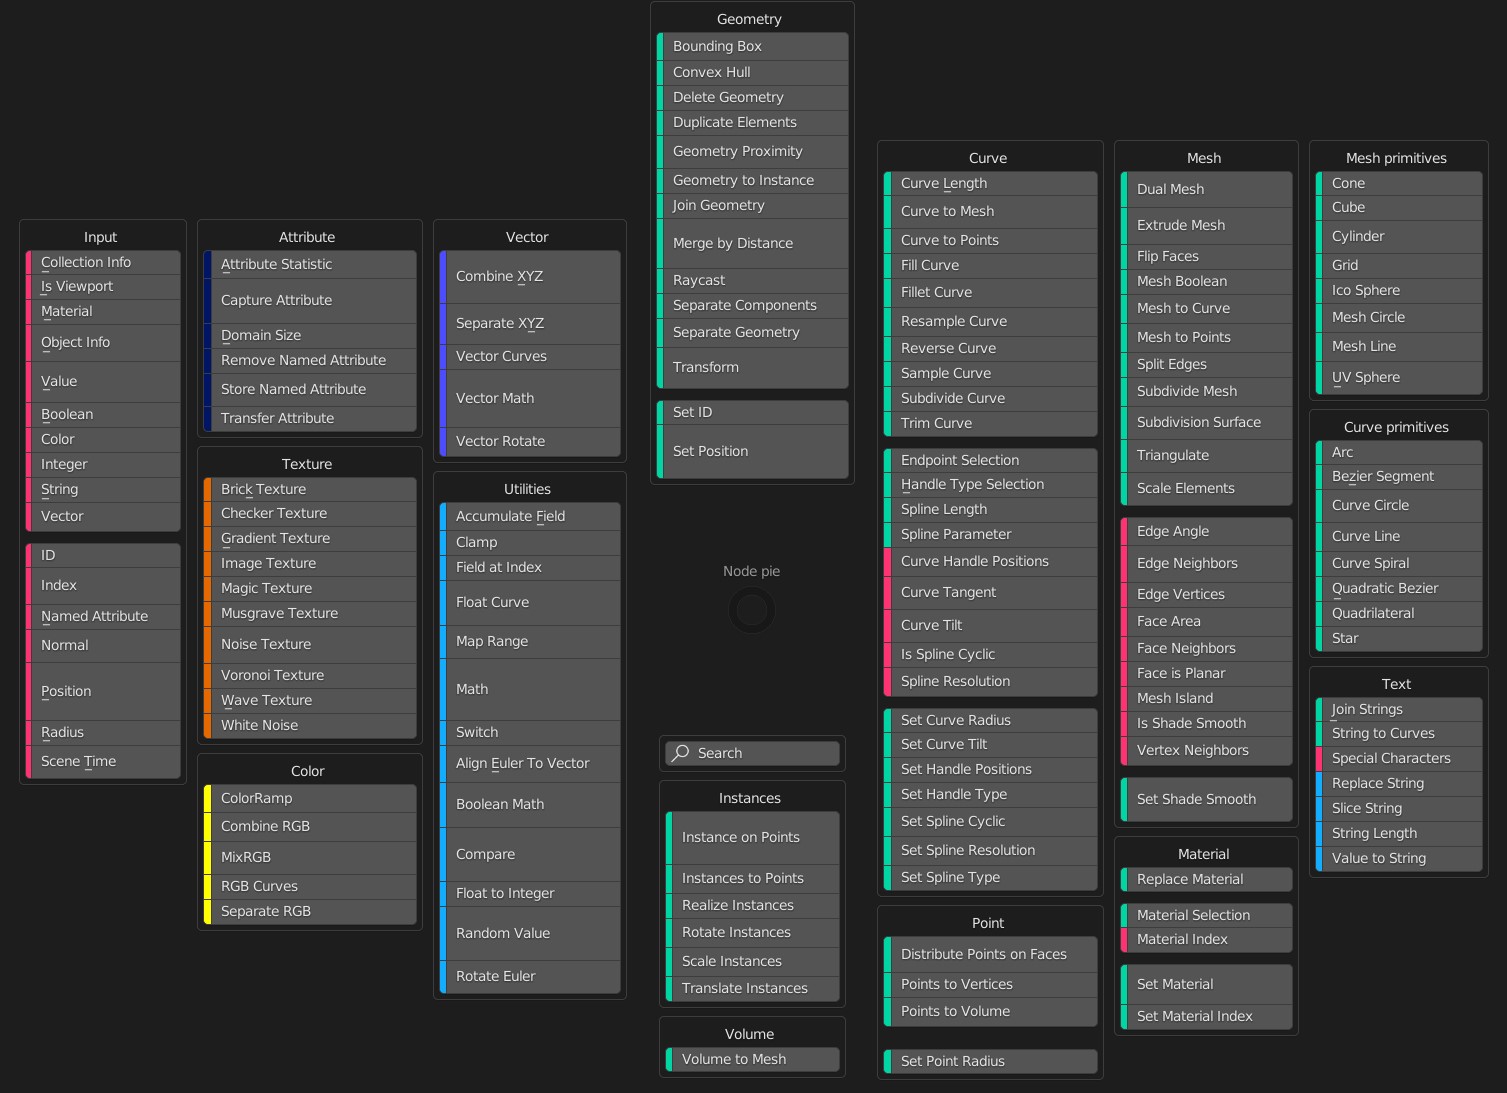 Input
Collection Info
Is Viewport
Material
Object Info
Value
Boolean
Color
Integer
String
Vector
ID
Index
Named Attribute
Normal
Position
Radius
Scene Time
Attribute
Attribute Statistic
Capture Attribute
Domain Size
Remove Named Attribute
Store Named Attribute
Transfer Attribute
Texture
Brick Texture
Checker Texture
Gradient Texture
Image Texture
Magic Texture
Musgrave Texture
Noise Texture
Voronoi Texture
Wave Texture
White Noise
Color
ColorRamp
Combine RGB
MixRGB
RGB Curves
Separate RGB
Vector
Combine XYZ
Separate XYZ
Vector Curves
Vector Math
Vector Rotate
Utilities
Accumulate Field
Clamp
Field at Index
Float Curve
Map Range
Math
Switch
Align Euler To Vector
Boolean Math
Compare
Float to Integer
Random Value
Rotate Euler
Geometry
Bounding Box
Convex Hull
Delete Geometry
Duplicate Elements
Geometry Proximity
Geometry to Instance
Join Geometry
Merge by Distance
Raycast
Separate Components
Separate Geometry
Transform
Set ID
Set Position
Node pie
Search
Instances
Instance on Points
Instances to Points
Realize Instances
Rotate Instances
Scale Instances
Translate Instances
Volume
Volume to Mesh
Curve
Curve Length
Curve to Mesh
Curve to Points
Fill Curve
Fillet Curve
Resample Curve
Reverse Curve
Sample Curve
Subdivide Curve
Trim Curve
Endpoint Selection
Handle Type Selection
Spline Length
Spline Parameter
Curve Handle Positions
Curve Tangent
Curve Tilt
Is Spline Cyclic
Spline Resolution
Set Curve Radius
Set Curve Tilt
Set Handle Positions
Set Handle Type
Set Spline Cyclic
Set Spline Resolution
Set Spline Type
Point
Distribute Points on Faces
Points to Vertices
Points to Volume
Set Point Radius
Mesh
Dual Mesh
Extrude Mesh
Flip Faces
Mesh Boolean
Mesh to Curve
Mesh to Points
Split Edges
Subdivide Mesh
Subdivision Surface
Triangulate
Scale Elements
Edge Angle
Edge Neighbors
Edge Vertices
Face Area
Face Neighbors
Face is Planar
Mesh Island
Is Shade Smooth
Vertex Neighbors
Set Shade Smooth
Material
Replace Material
Material Selection
Material Index
Set Material
Set Material Index
Mesh primitives
Cone
Cube
Cylinder
Grid
Ico Sphere
Mesh Circle
Mesh Line
UV Sphere
Curve primitives
Arc
Bezier Segment
Curve Circle
Curve Line
Curve Spiral
Quadratic Bezier
Quadrilateral
Star
Text
Join Strings
String to Curves
Special Characters
Replace String
Slice String
String Length
Value to String